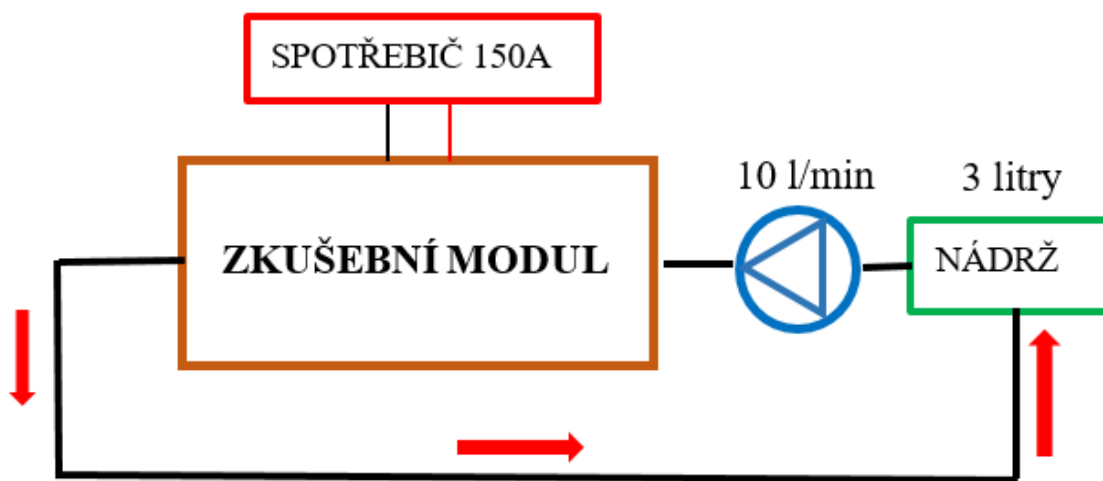 SPOTŘEBIČ 150A
10 l/min
3 litry
ZKUŠEBNÍ MODUL
NÁDRŽ